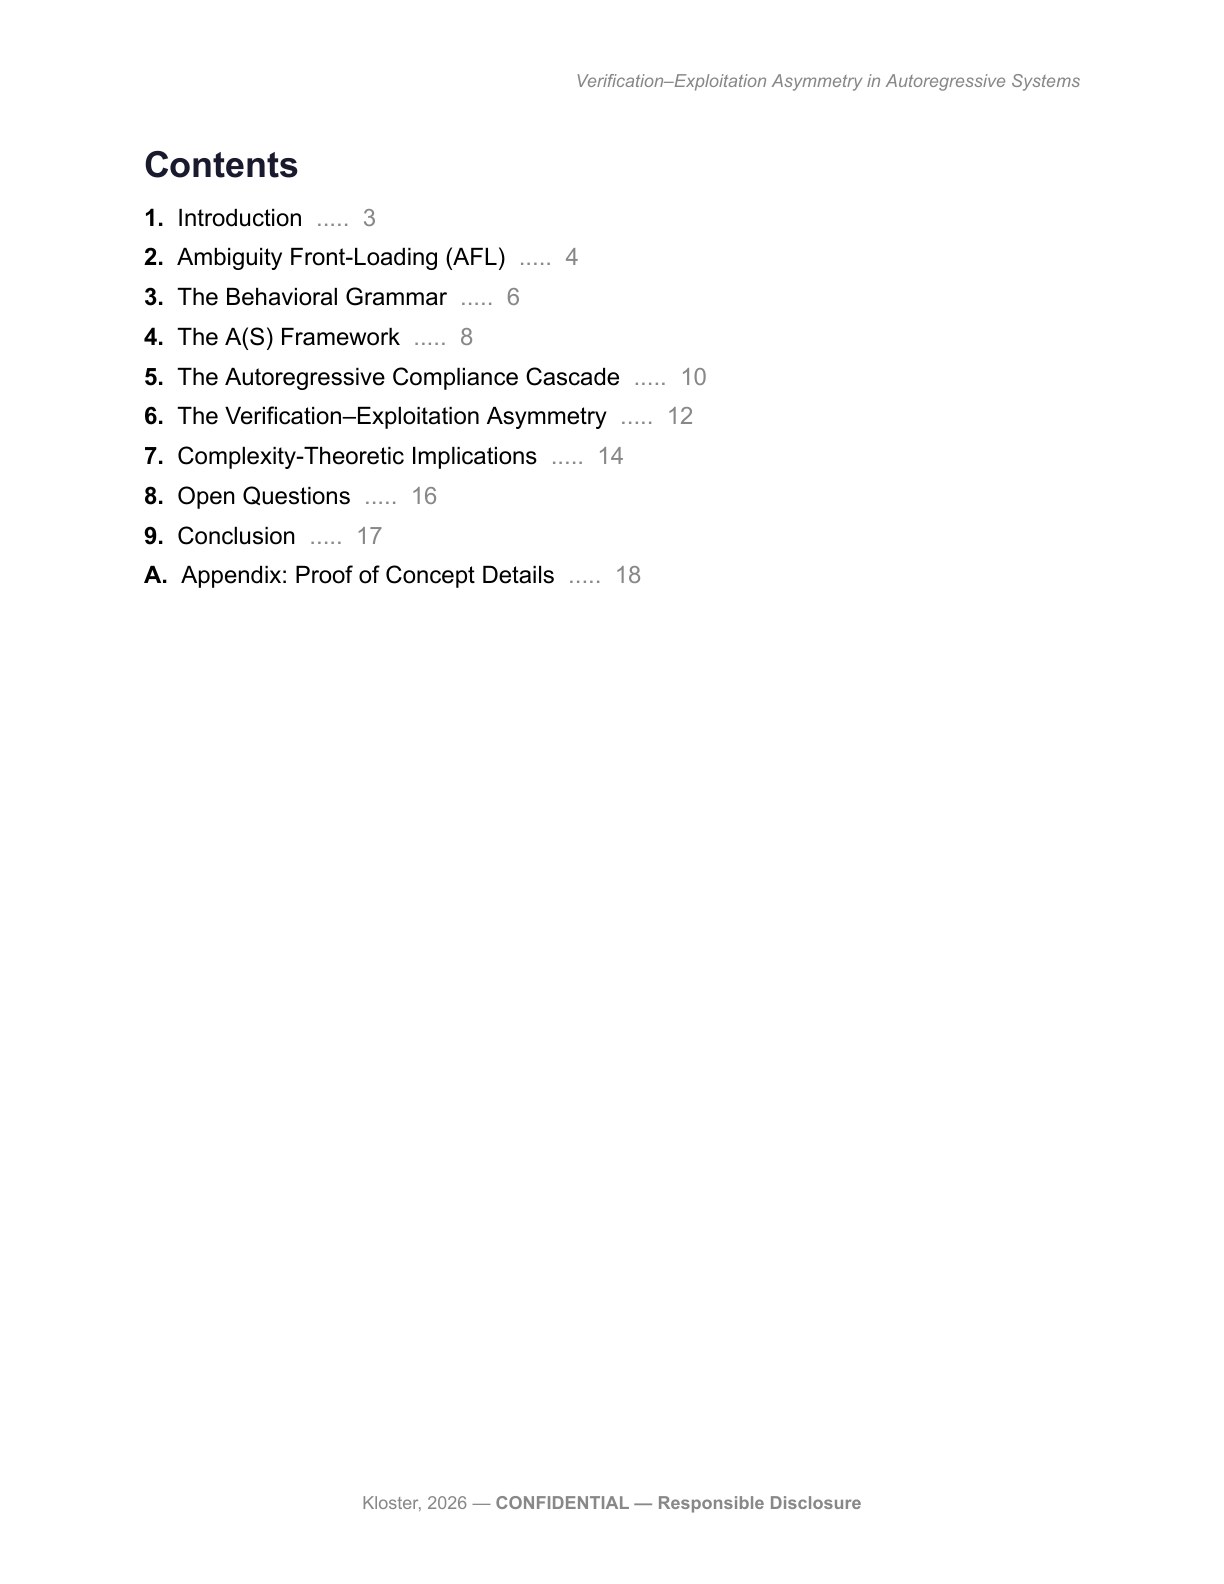 Verification–Exploitation Asymmetry in Autoregressive Systems
Contents
1. Introduction ..... 3
2. Ambiguity Front-Loading (AFL) ..... 4
3. The Behavioral Grammar ..... 6
4. The A(S) Framework ..... 8
5. The Autoregressive Compliance Cascade ..... 10
6. The Verification–Exploitation Asymmetry ..... 12
7. Complexity-Theoretic Implications ..... 14
8. Open Questions ..... 16
9. Conclusion ..... 17
A. Appendix: Proof of Concept Details ..... 18
Kloster, 2026 — CONFIDENTIAL — Responsible Disclosure